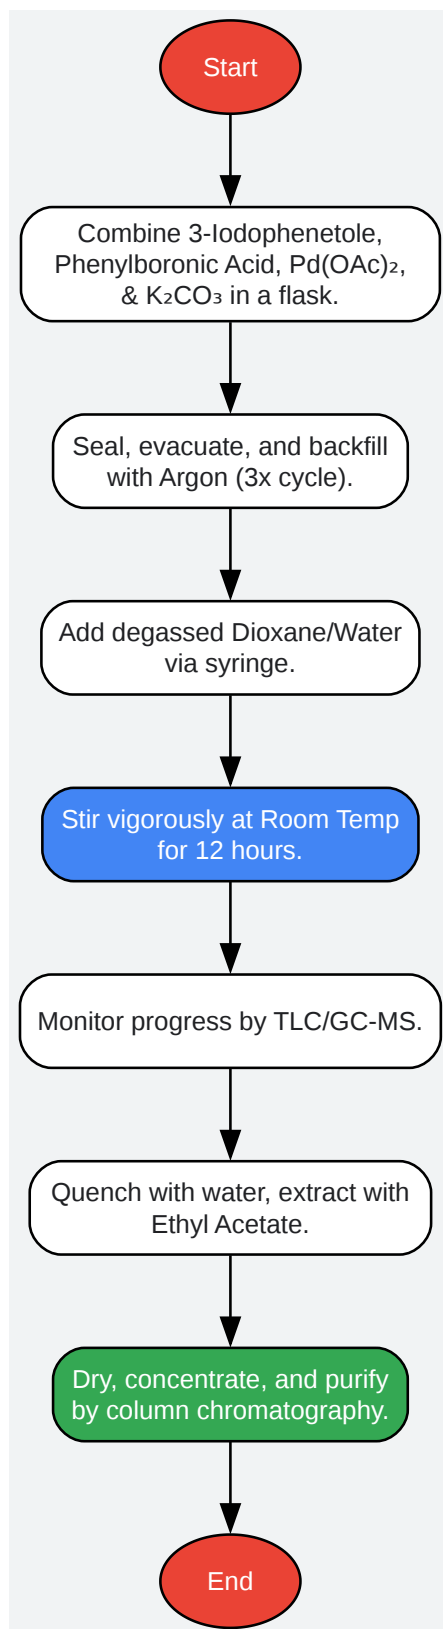 Start
Combine 3-Iodophenetole,
Phenylboronic Acid, Pd(OAc)₂,
& K₂CO₃ in a flask.
Seal, evacuate, and backfill
with Argon (3x cycle).
Add degassed Dioxane/Water
via syringe.
Stir vigorously at Room Temp
for 12 hours.
Monitor progress by TLC/GC-MS.
Quench with water, extract with
Ethyl Acetate.
Dry, concentrate, and purify
by column chromatography.
End